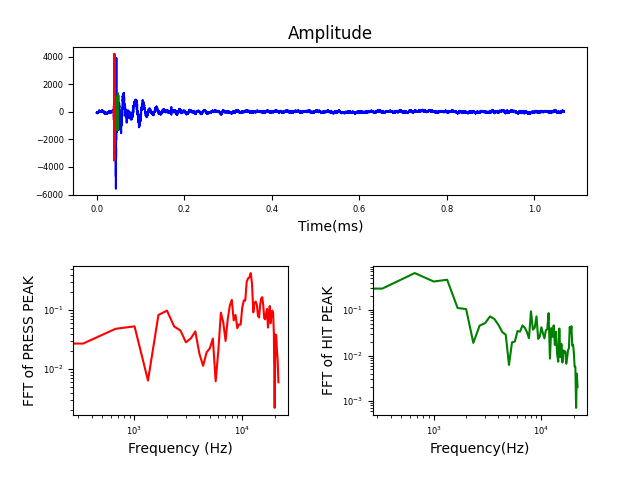 Amplitude
4000
2000
0
−2000
−4000
−6000
0.0 0.2 0.4 0.6 0.8 1.0
Time(ms)
FFT of PRESS PEAK
10⁻¹
10⁻²
10³ 10⁴
Frequency (Hz)
FFT of HIT PEAK
10⁻¹
10⁻²
10⁻³
10³ 10⁴
Frequency(Hz)